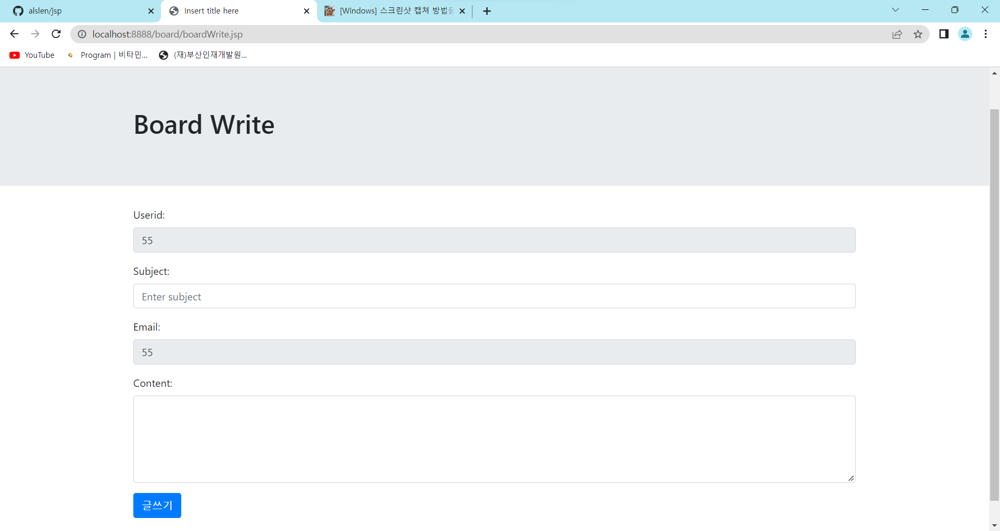 alslen/jsp
Insert title here
[Windows] 스크린샷 캡쳐 방법들
localhost:8888/board/boardWrite.jsp
YouTube
Program | 비타민...
(재)부산인재개발원...
Board Write
Userid:
55
Subject:
Enter subject
Email:
55
Content:
글쓰기